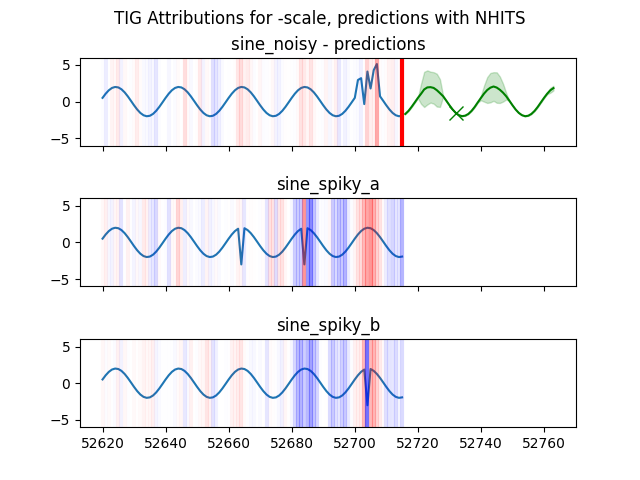 TIG Attributions for -scale, predictions with NHITS
sine_noisy - predictions
5
0
−5
sine_spiky_a
5
0
−5
sine_spiky_b
5
0
−5
52620 52640 52660 52680 52700 52720 52740 52760